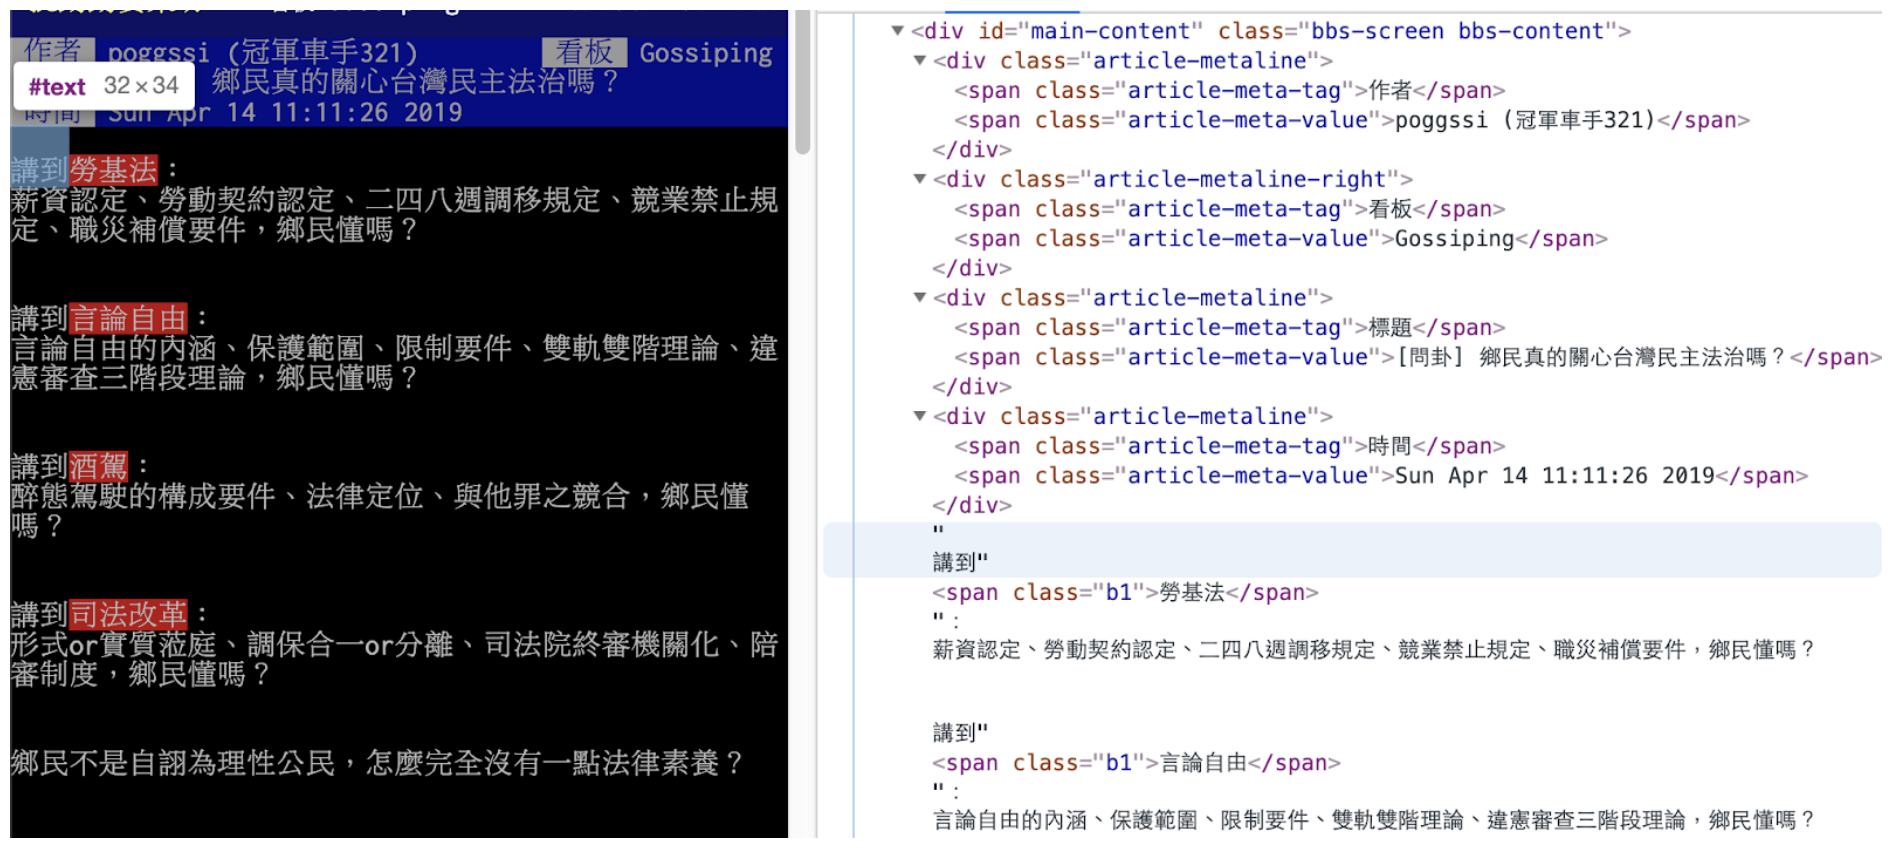 作者 poggssi (冠軍車手321) 看板 Gossiping
#text 32×34 鄉民真的關心台灣民主法治嗎？
時間 Sun Apr 14 11:11:26 2019
講到勞基法：
薪資認定、勞動契約認定、二四八週調移規定、競業禁止規
定、職災補償要件，鄉民懂嗎？
講到言論自由：
言論自由的內涵、保護範圍、限制要件、雙軌雙階理論、違
憲審查三階段理論，鄉民懂嗎？
講到酒駕：
醉態駕駛的構成要件、法律定位、與他罪之競合，鄉民懂
嗎？
講到司法改革：
形式or實質蒞庭、調保合一or分離、司法院終審機關化、陪
審制度，鄉民懂嗎？
鄉民不是自詡為理性公民，怎麼完全沒有一點法律素養？
▼<div id="main-content" class="bbs-screen bbs-content">
▼<div class="article-metaline">
<span class="article-meta-tag">作者</span>
<span class="article-meta-value">poggssi (冠軍車手321)</span>
</div>
▼<div class="article-metaline-right">
<span class="article-meta-tag">看板</span>
<span class="article-meta-value">Gossiping</span>
</div>
▼<div class="article-metaline">
<span class="article-meta-tag">標題</span>
<span class="article-meta-value">[問卦] 鄉民真的關心台灣民主法治嗎？</span>
</div>
▼<div class="article-metaline">
<span class="article-meta-tag">時間</span>
<span class="article-meta-value">Sun Apr 14 11:11:26 2019</span>
</div>
"
講到"
<span class="b1">勞基法</span>
"：
薪資認定、勞動契約認定、二四八週調移規定、競業禁止規定、職災補償要件，鄉民懂嗎？
講到"
<span class="b1">言論自由</span>
"：
言論自由的內涵、保護範圍、限制要件、雙軌雙階理論、違憲審查三階段理論，鄉民懂嗎？